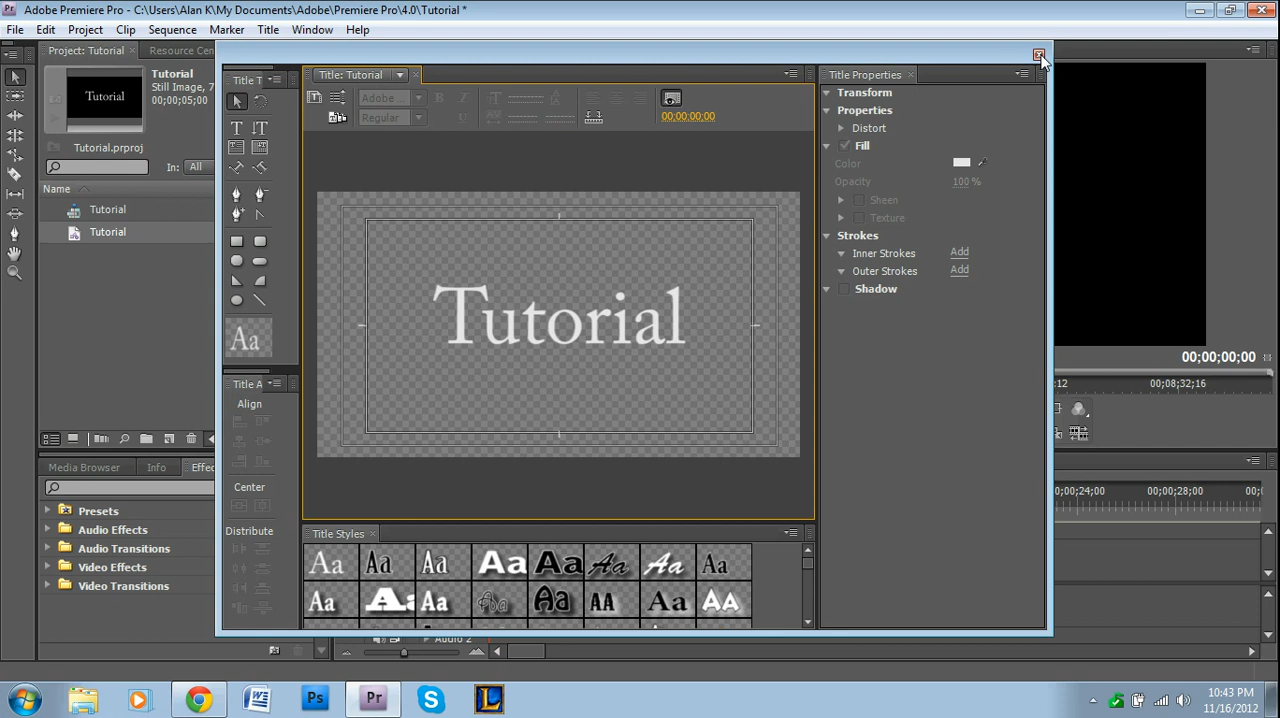 Adobe Premiere Pro - C:\Users\Alan K\My Documents\Adobe\Premiere Pro\4.0\Tutorial *
File Edit Project Clip Sequence Marker Title Window Help
Project: Tutorial
Resource Cen
Tutorial
Tutorial
Still Image, 7
00;00;05;00
Tutorial.prproj
In: All
Name
Tutorial
Tutorial
Media Browser Info Effec
Presets
Audio Effects
Audio Transitions
Video Effects
Video Transitions
Title T
Aa
Title A
Align
Center
Distribute
Title: Tutorial
Adobe ...
B I
T
Regular
U
00;00;00;00
Tutorial
Title Styles
Aa Aa Aa Aa Aa Aa Aa Aa
Aa Aa Aa Aa Aa AA Aa AA
Title Properties
Transform
Properties
Distort
Fill
Color
Opacity 100 %
Sheen
Texture
Strokes
Inner Strokes Add
Outer Strokes Add
Shadow
00;00;00;00
;12 00;08;32;16
00;00;24;00 00;00;28;00 00;
Audio 2
W Ps Pr S L
10:43 PM
11/16/2012